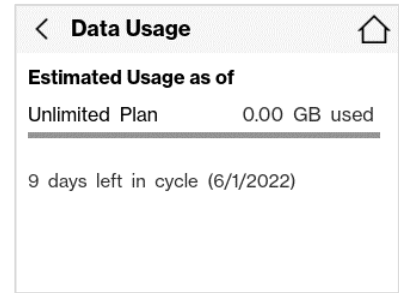 Data Usage
Estimated Usage as of
Unlimited Plan 0.00 GB used
9 days left in cycle (6/1/2022)